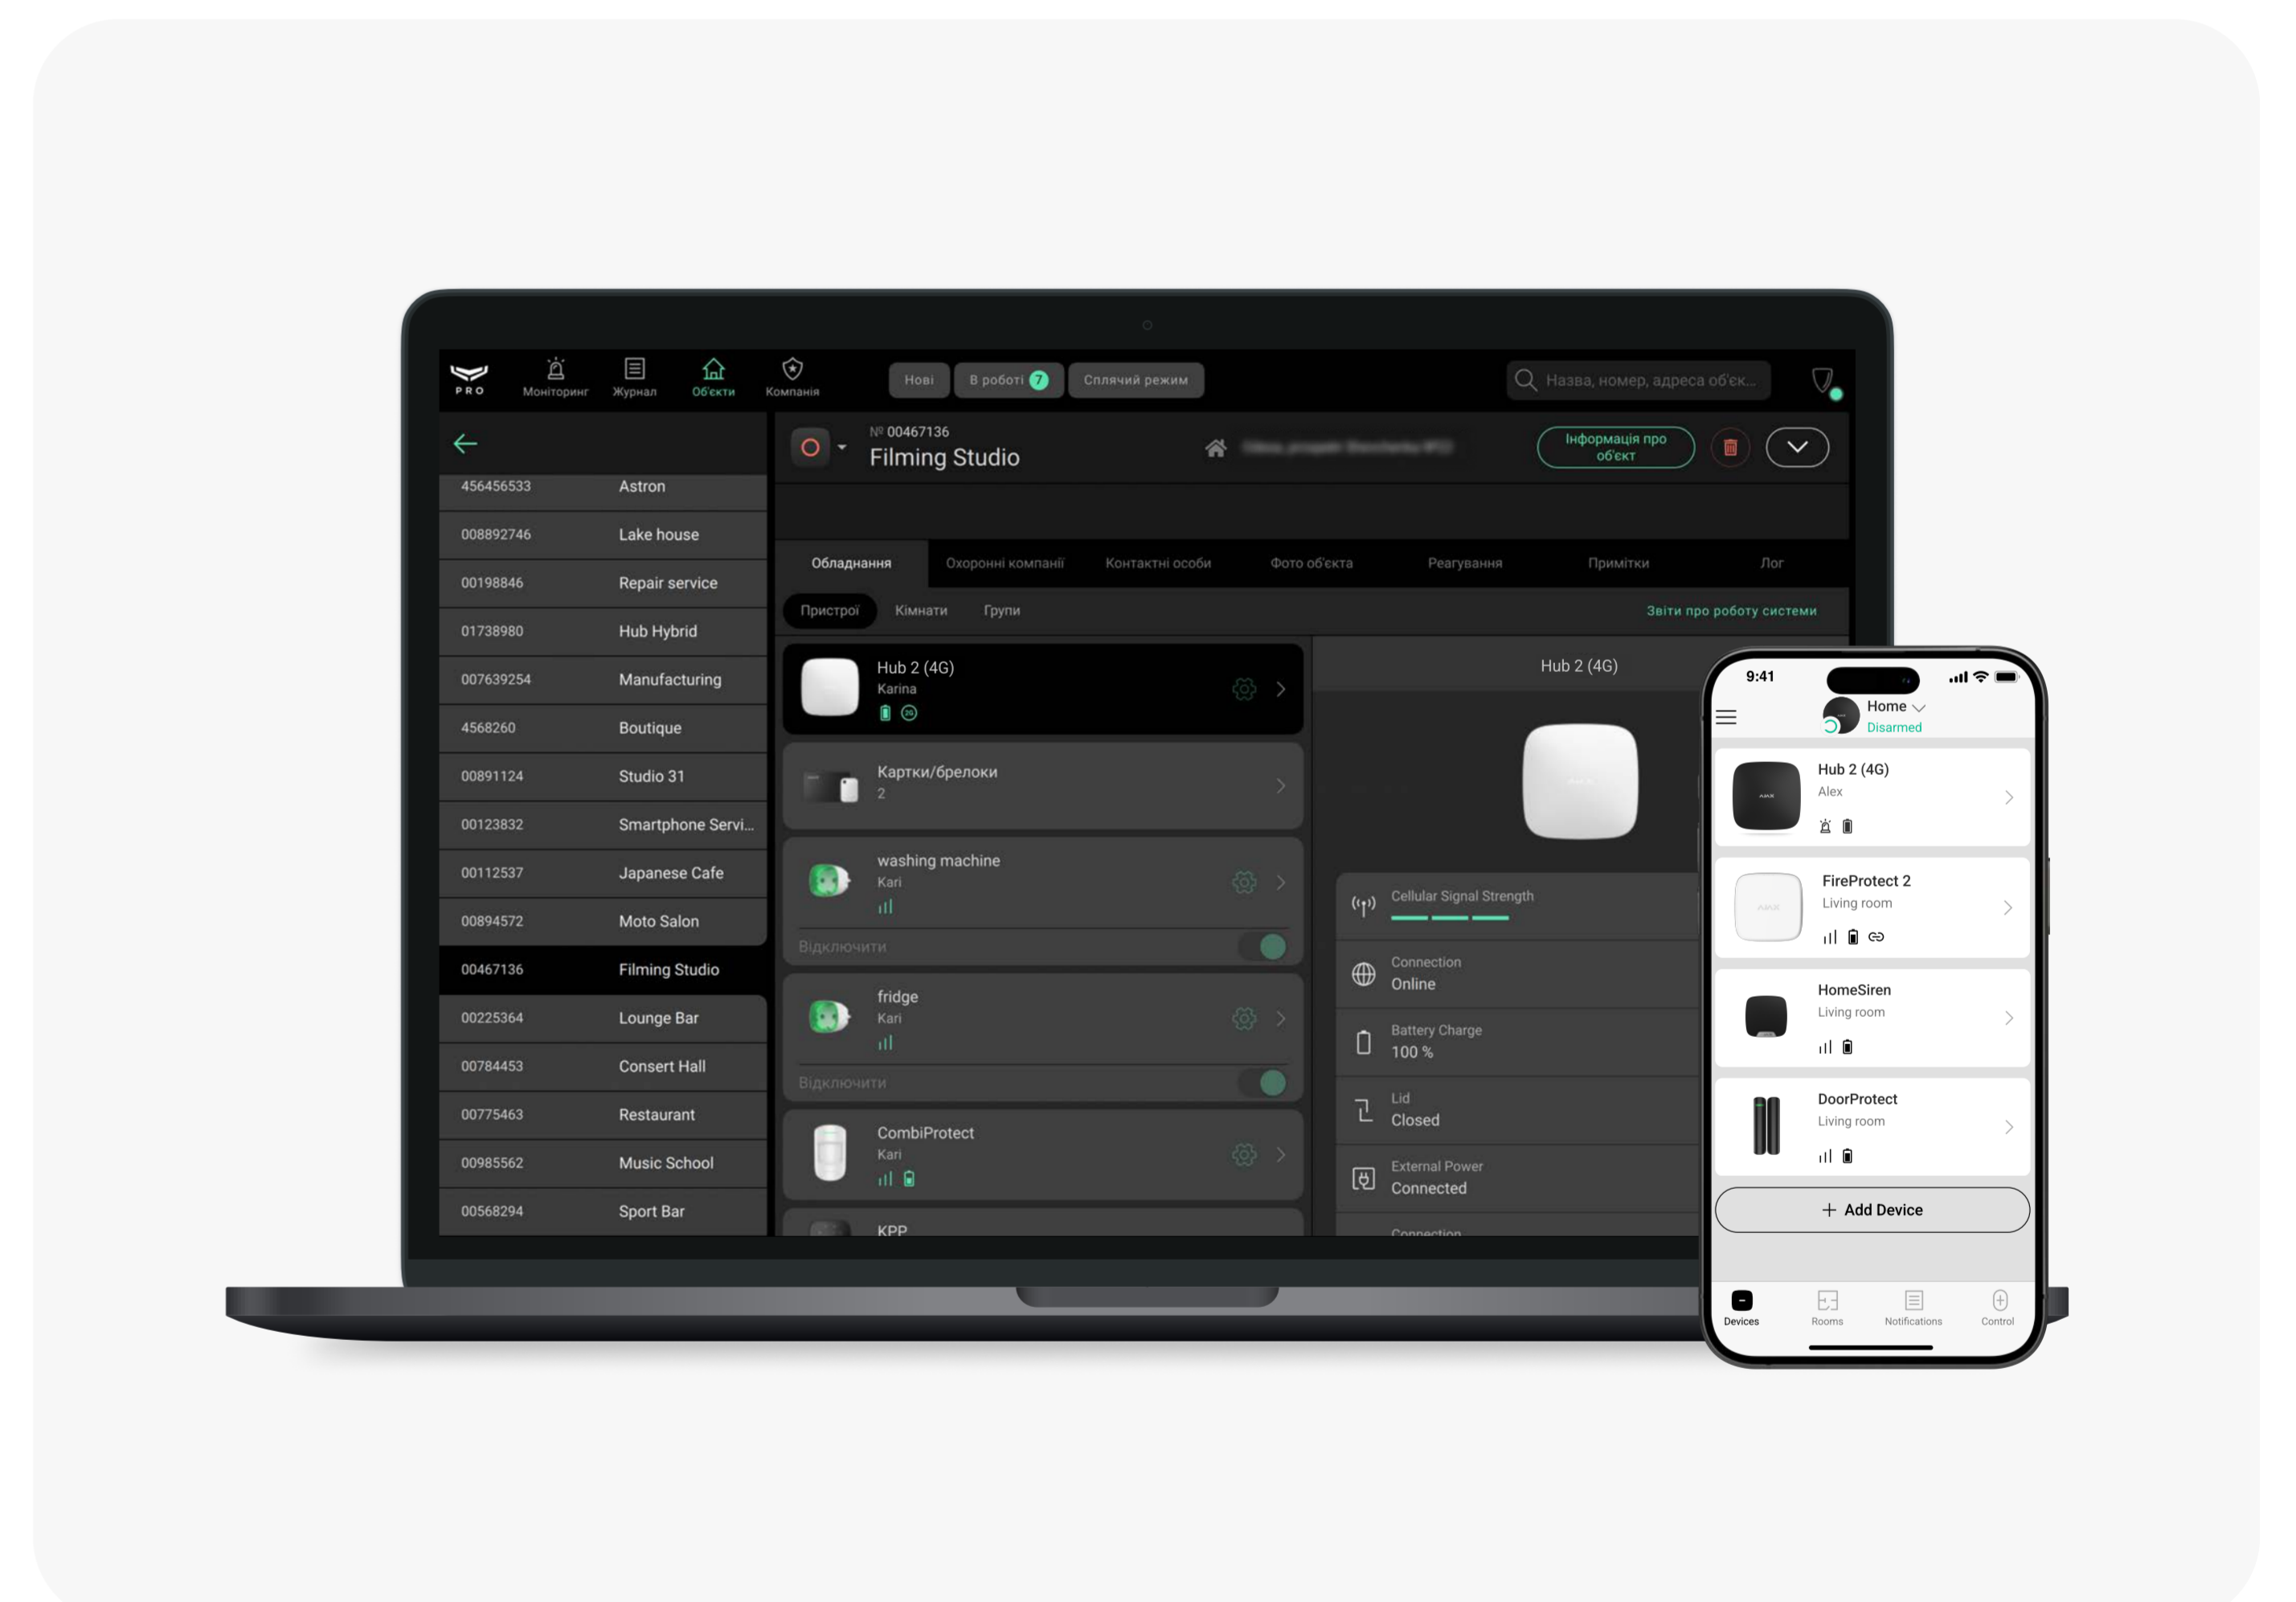 PRO
Моніторинг
Журнал
Об'єкти
Компанія
Нові
В роботі 7
Сплячий режим
Назва, номер, адреса об'єк...
№ 00467136
Filming Studio
Інформація про
об'єкт
456456533 Astron
008892746 Lake house
00198846 Repair service
01738980 Hub Hybrid
007639254 Manufacturing
4568260 Boutique
00891124 Studio 31
00123832 Smartphone Servi...
00112537 Japanese Cafe
00894572 Moto Salon
00467136 Filming Studio
00225364 Lounge Bar
00784453 Consert Hall
00775463 Restaurant
00985562 Music School
00568294 Sport Bar
Обладнання
Охоронні компанії
Контактні особи
Фото об'єкта
Реагування
Примітки
Лог
Пристрої
Кімнати
Групи
Звіти про роботу системи
Hub 2 (4G)
Karina
2G
Картки/брелоки
2
washing machine
Kari
Відключити
fridge
Kari
Відключити
CombiProtect
Kari
KPP
Hub 2 (4G)
Cellular Signal Strength
Connection
Online
Battery Charge
100 %
Lid
Closed
External Power
Connected
Connection
9:41
Home
Disarmed
AJAX
Hub 2 (4G)
Alex
AJAX
FireProtect 2
Living room
HomeSiren
Living room
DoorProtect
Living room
+ Add Device
Devices
Rooms
Notifications
Control